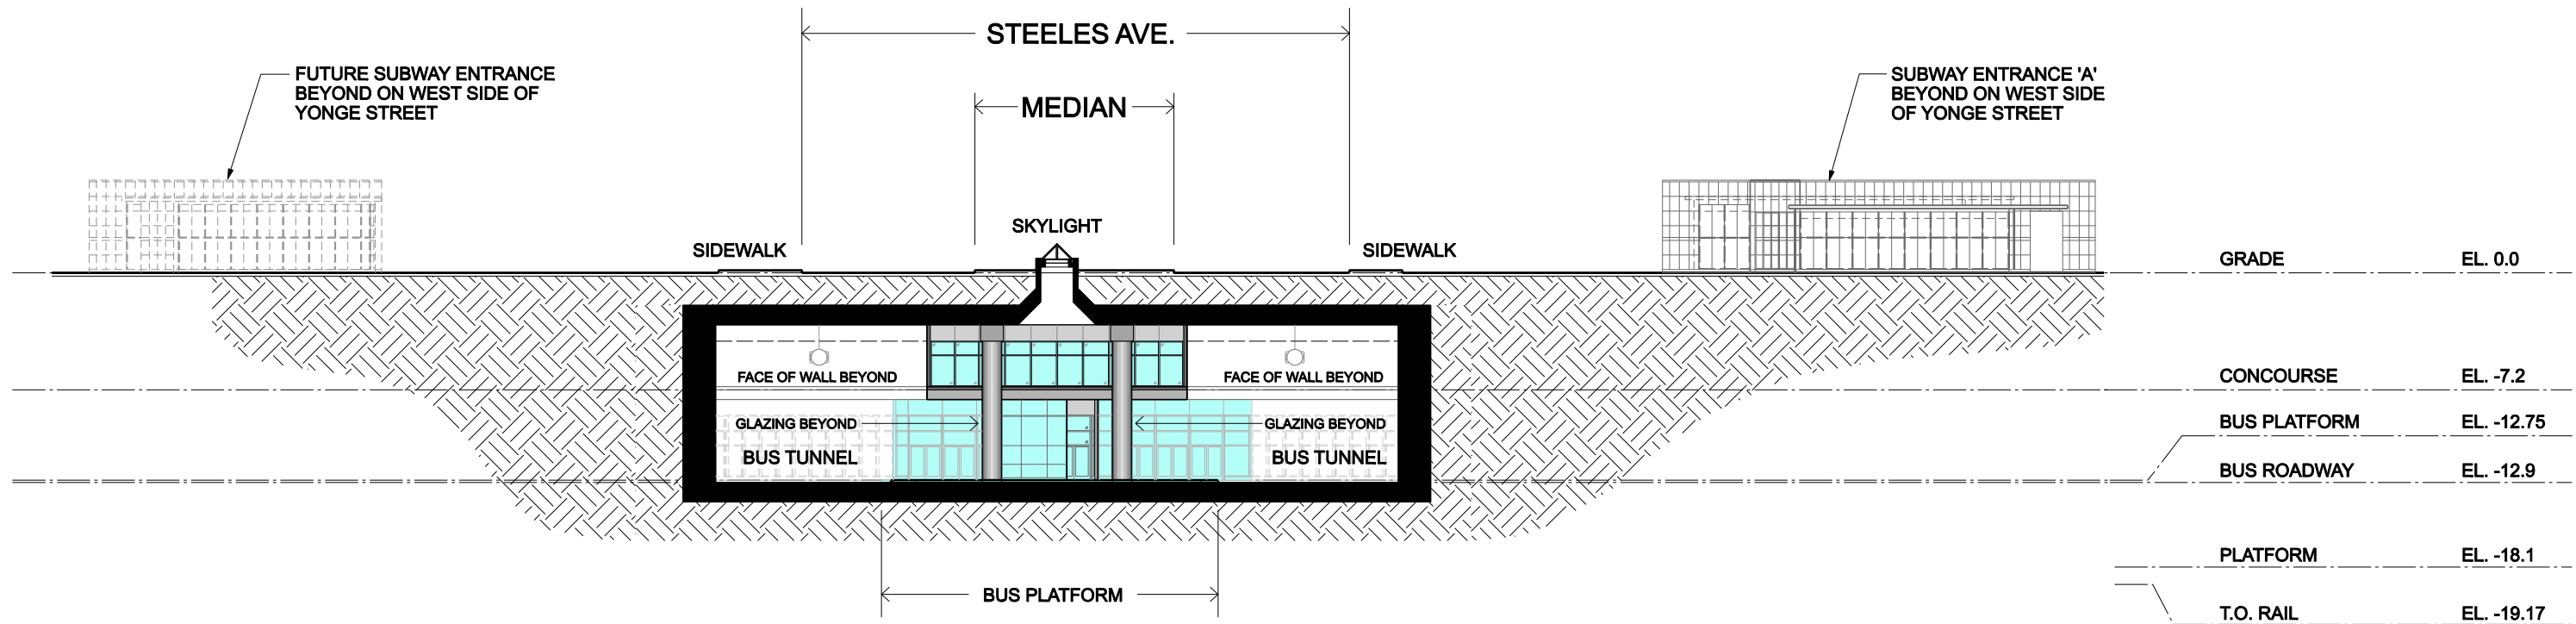 STEELES AVE.
FUTURE SUBWAY ENTRANCE
BEYOND ON WEST SIDE OF
YONGE STREET
MEDIAN
SUBWAY ENTRANCE 'A'
BEYOND ON WEST SIDE
OF YONGE STREET
SIDEWALK
SKYLIGHT
SIDEWALK
GRADE EL. 0.0
FACE OF WALL BEYOND
FACE OF WALL BEYOND
CONCOURSE EL. -7.2
GLAZING BEYOND
GLAZING BEYOND
BUS PLATFORM EL. -12.75
BUS TUNNEL
BUS TUNNEL
BUS ROADWAY EL. -12.9
PLATFORM EL. -18.1
BUS PLATFORM
T.O. RAIL EL. -19.17